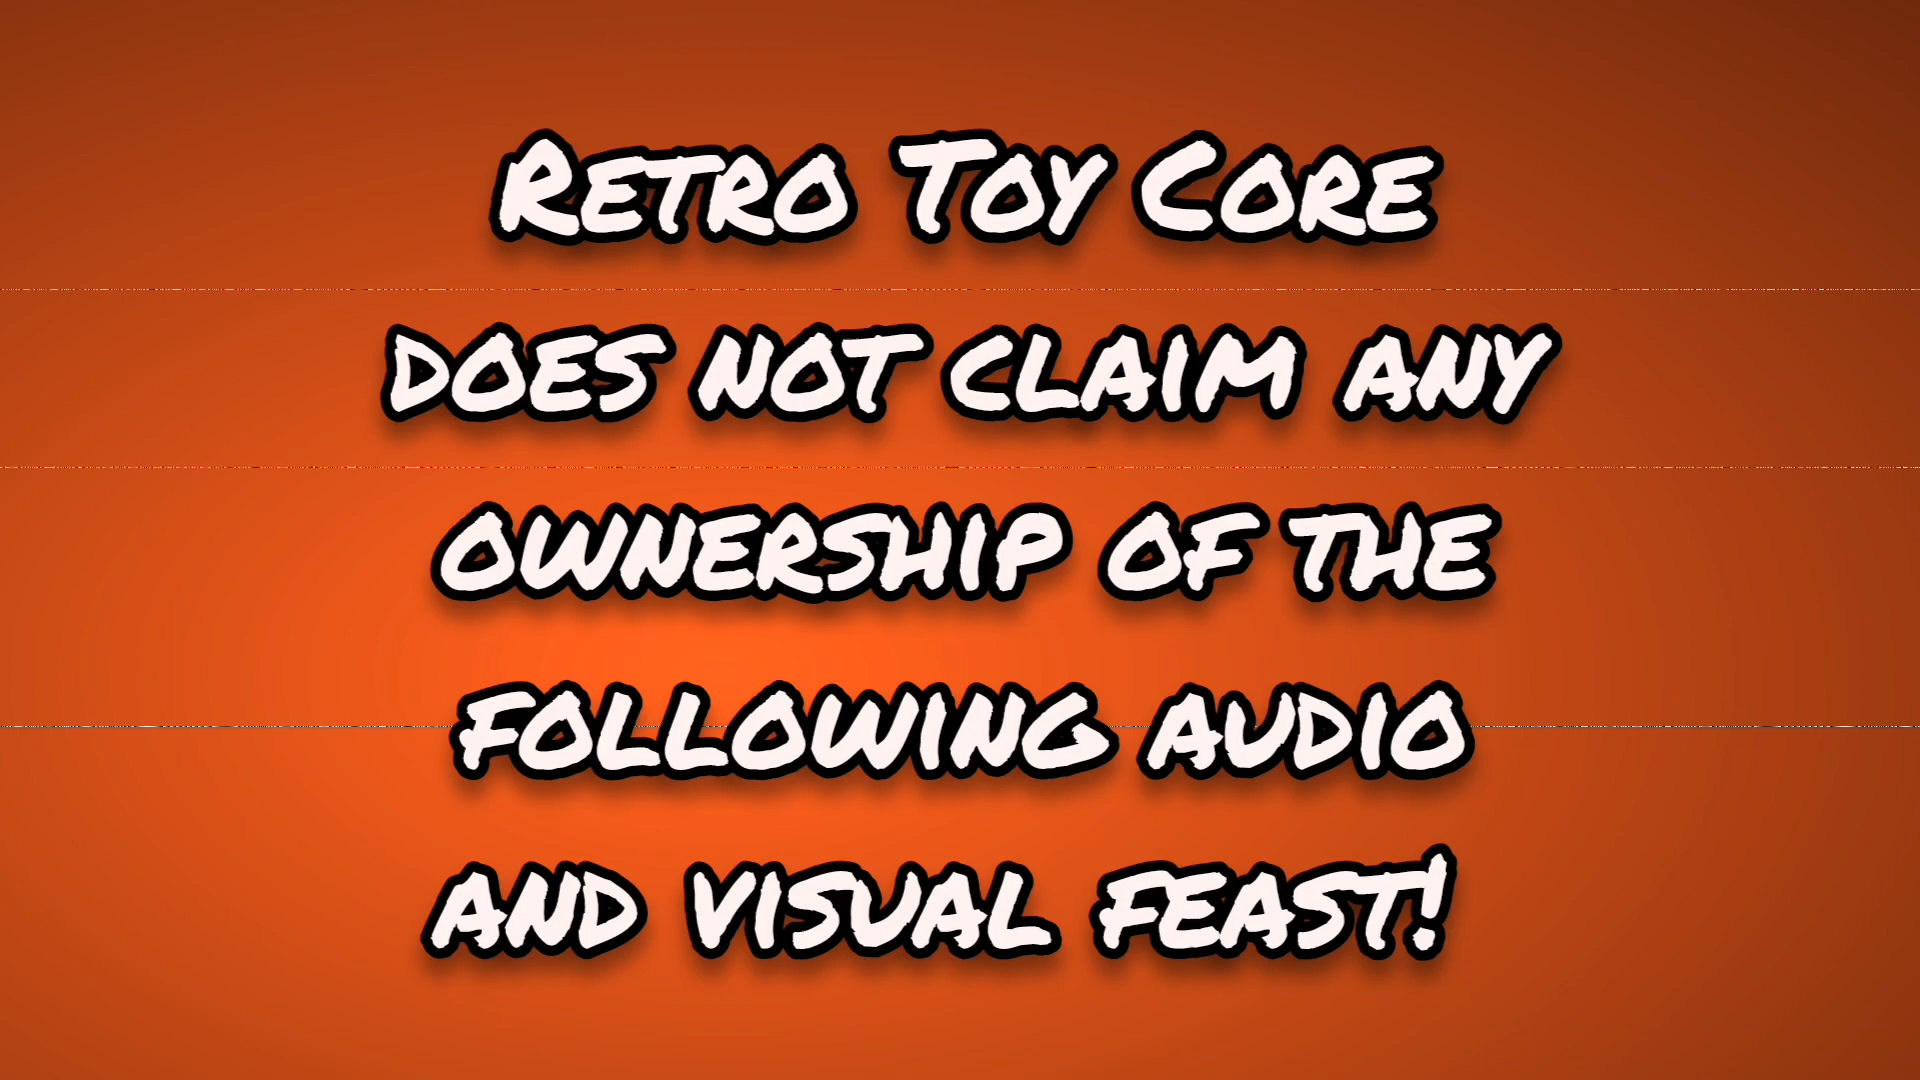 Retro Toy Core
does not claim any
ownership of the
following audio
and visual feast!